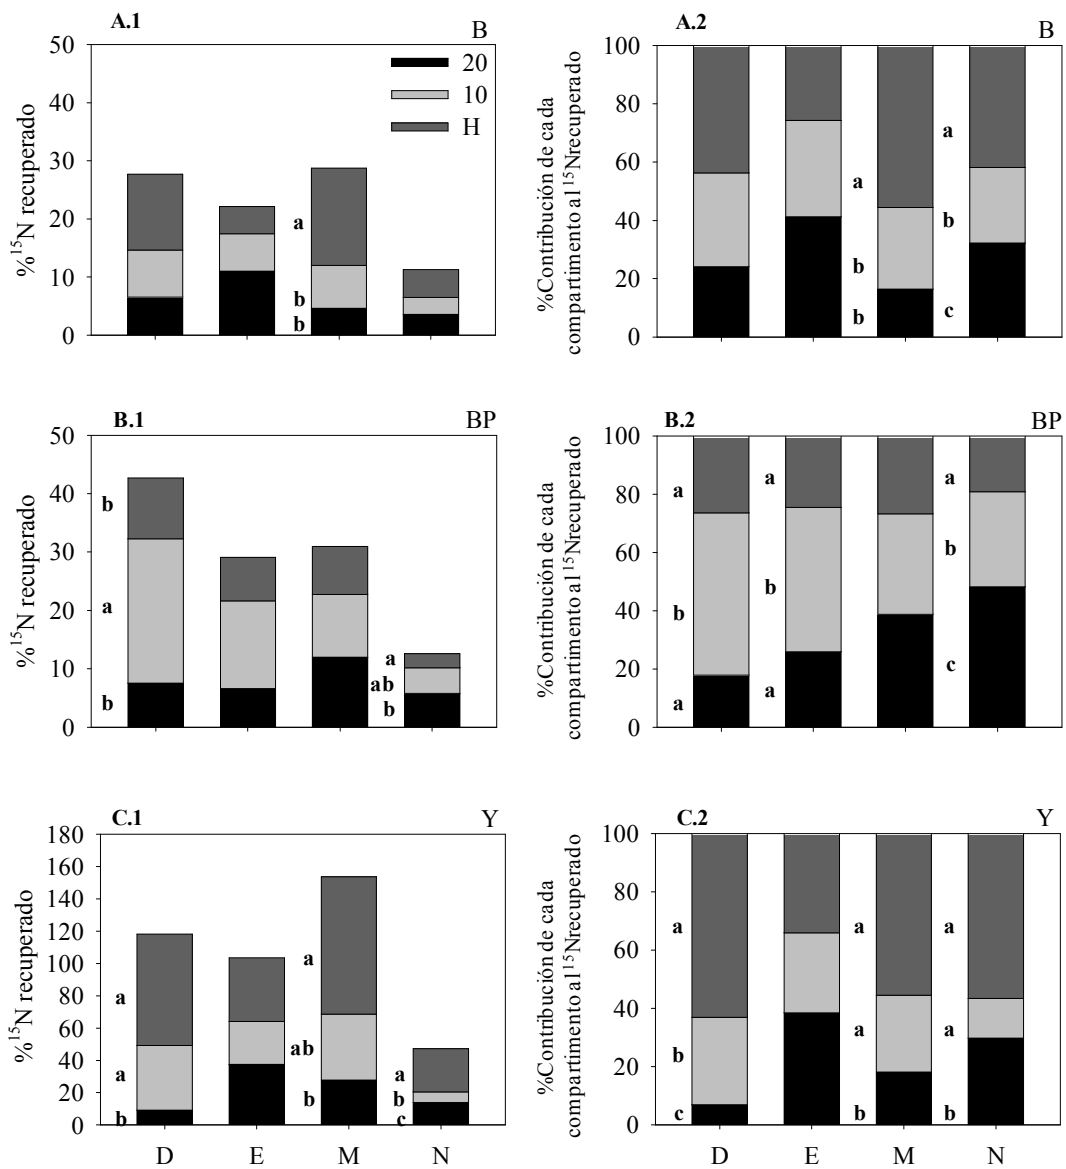 A.1
B
50
40
30
20
10
0
%¹⁵N recuperado
20
10
H
a
b
b
A.2
B
100
80
60
40
20
0
%Contribución de cada
compartimento al ¹⁵Nrecuperado
a
b
b
a
b
c
B.1
BP
50
40
30
20
10
0
%¹⁵N recuperado
b
a
b
a
ab
b
B.2
BP
100
80
60
40
20
0
%Contribución de cada
compartimento al ¹⁵Nrecuperado
a
b
a
a
b
a
a
b
c
C.1
Y
180
160
140
120
100
80
60
40
20
0
%¹⁵N recuperado
a
a
b
a
ab
b
a
b
c
D E M N
C.2
Y
100
80
60
40
20
0
%Contribución de cada
compartimento al ¹⁵Nrecuperado
a
b
c
a
a
b
a
a
b
D E M N